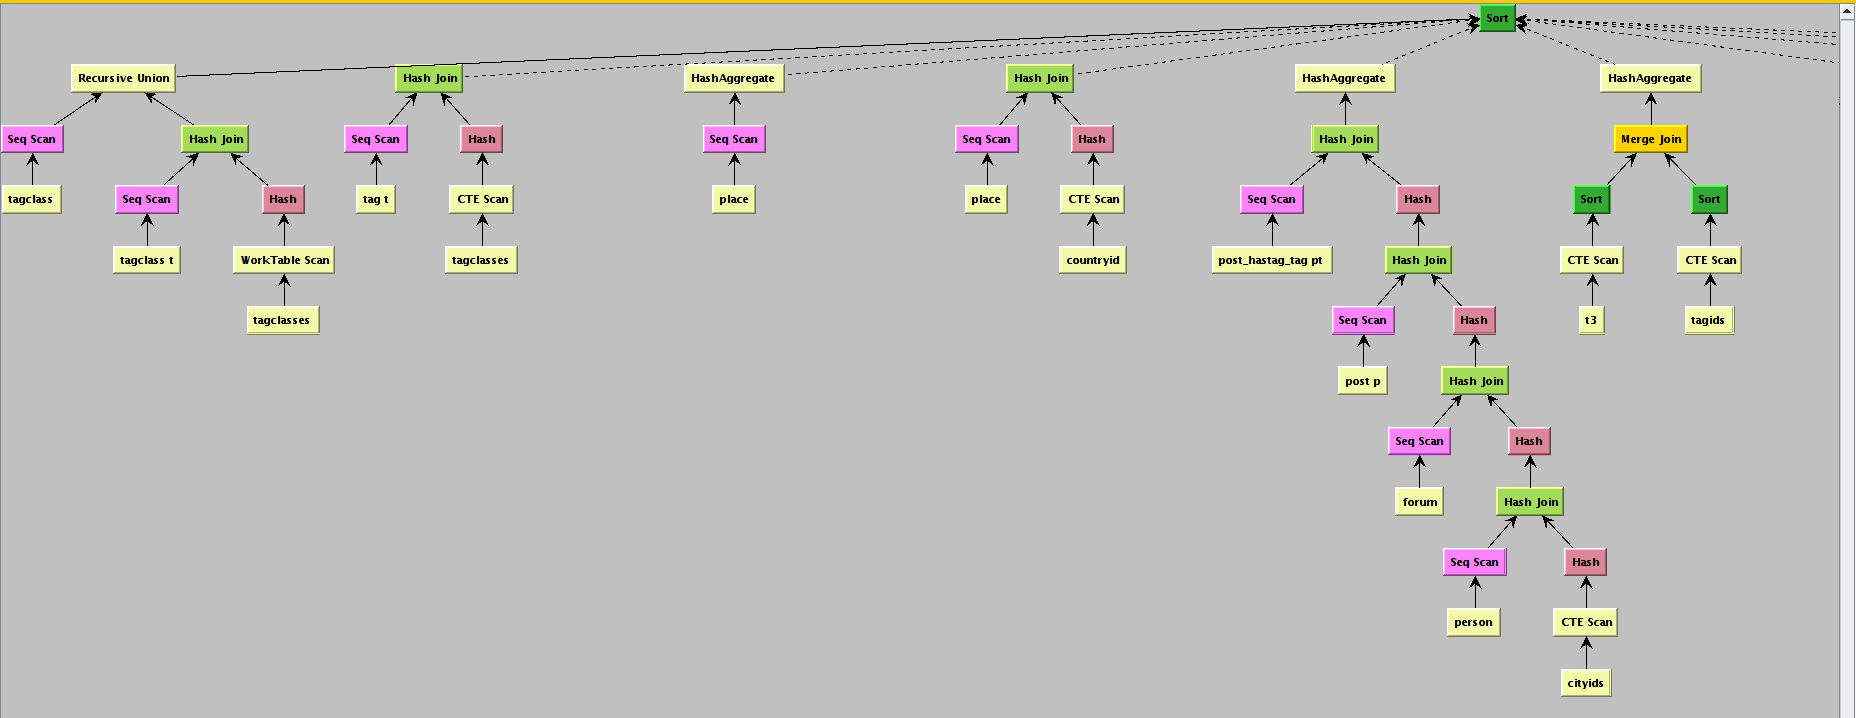 Sort
Recursive Union Hash Join HashAggregate Hash Join HashAggregate HashAggregate
Seq Scan Hash Join Seq Scan Hash Seq Scan Seq Scan Hash Hash Join Merge Join
tagclass Seq Scan Hash tag t CTE Scan place place CTE Scan Seq Scan Hash Sort Sort
tagclass t WorkTable Scan tagclasses countryid post_hastag_tag pt Hash Join CTE Scan CTE Scan
tagclasses Seq Scan Hash t3 tagids
post p Hash Join
Seq Scan Hash
forum Hash Join
Seq Scan Hash
person CTE Scan
cityids